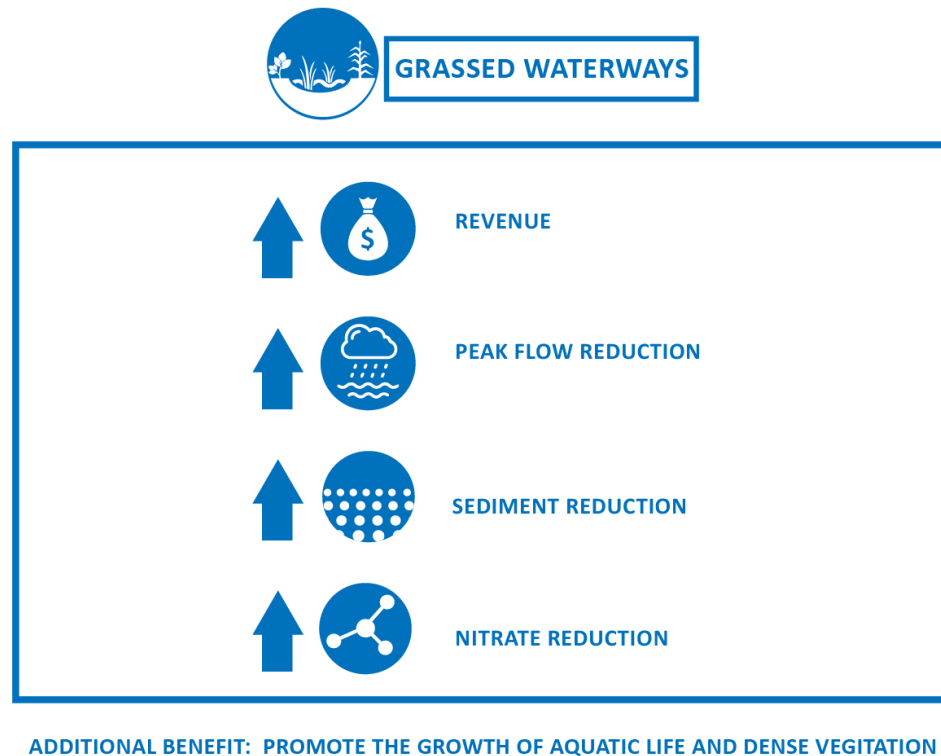 GRASSED WATERWAYS
$
REVENUE
PEAK FLOW REDUCTION
SEDIMENT REDUCTION
NITRATE REDUCTION
ADDITIONAL BENEFIT: PROMOTE THE GROWTH OF AQUATIC LIFE AND DENSE VEGITATION